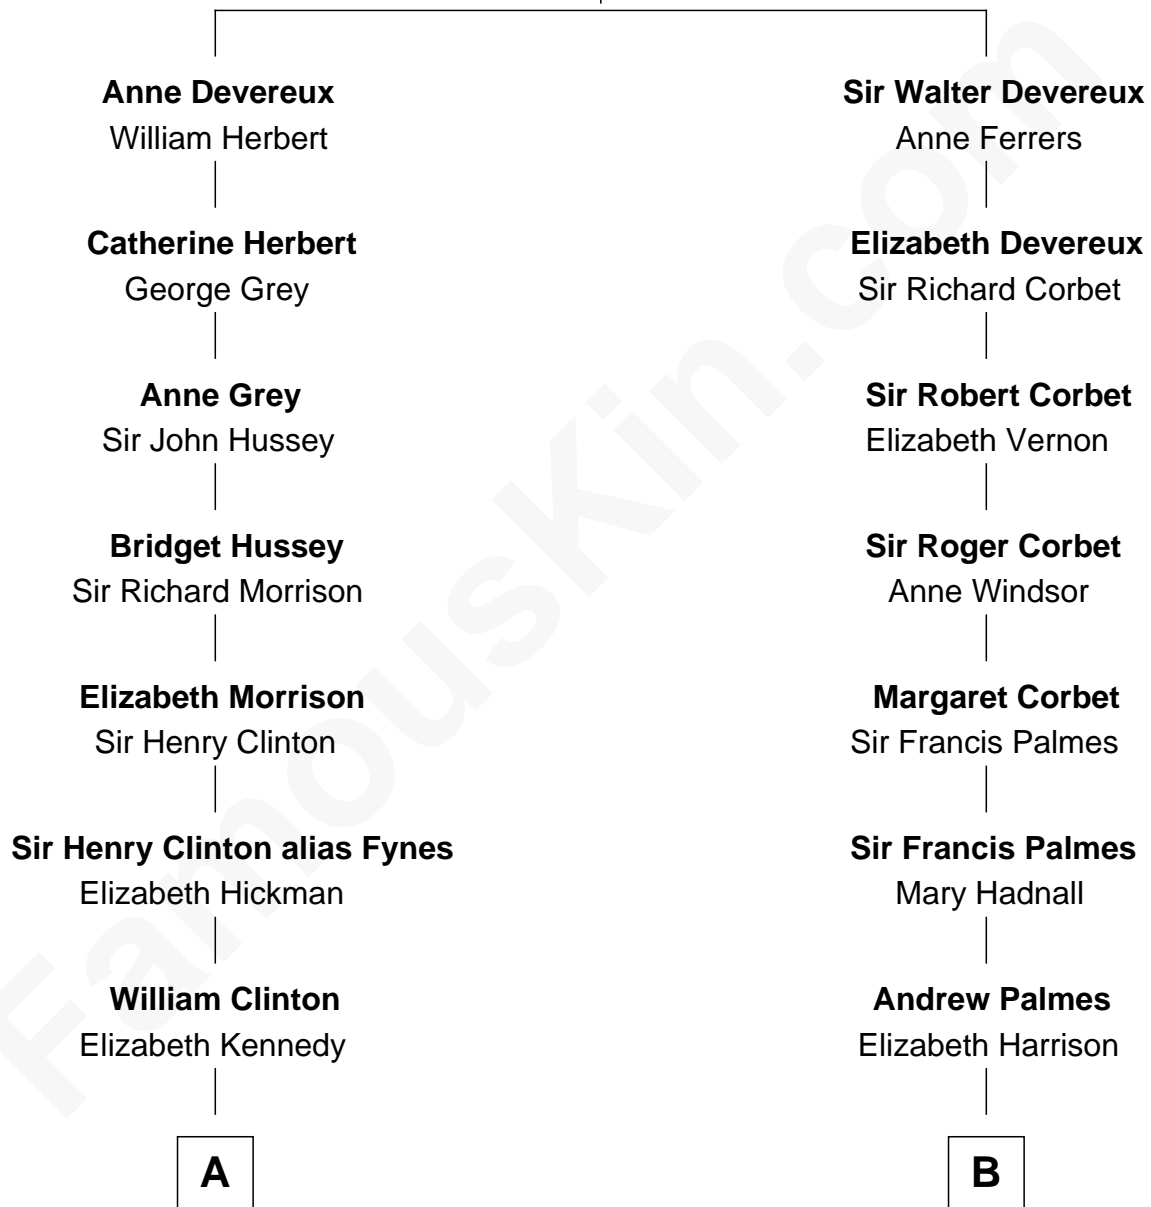 Anne Devereux
William Herbert
Catherine Herbert
George Grey
Anne Grey
Sir John Hussey
Bridget Hussey
Sir Richard Morrison
Elizabeth Morrison
Sir Henry Clinton
Sir Henry Clinton alias Fynes
Elizabeth Hickman
William Clinton
Elizabeth Kennedy
A
Sir Walter Devereux
Anne Ferrers
Elizabeth Devereux
Sir Richard Corbet
Sir Robert Corbet
Elizabeth Vernon
Sir Roger Corbet
Anne Windsor
Margaret Corbet
Sir Francis Palmes
Sir Francis Palmes
Mary Hadnall
Andrew Palmes
Elizabeth Harrison
B
FamousKin.com